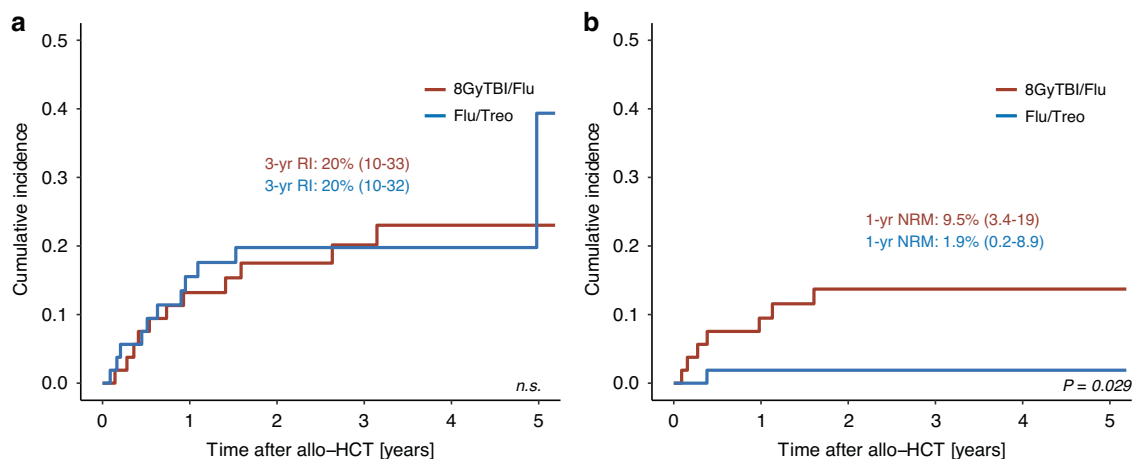 a
0.5
0.4
0.3
0.2
0.1
0.0
Cumulative incidence
8GyTBI/Flu
Flu/Treo
3-yr RI: 20% (10-33)
3-yr RI: 20% (10-32)
n.s.
0 1 2 3 4 5
Time after allo–HCT [years]
b
0.5
0.4
0.3
0.2
0.1
0.0
Cumulative incidence
8GyTBI/Flu
Flu/Treo
1-yr NRM: 9.5% (3.4-19)
1-yr NRM: 1.9% (0.2-8.9)
P = 0.029
0 1 2 3 4 5
Time after allo–HCT [years]